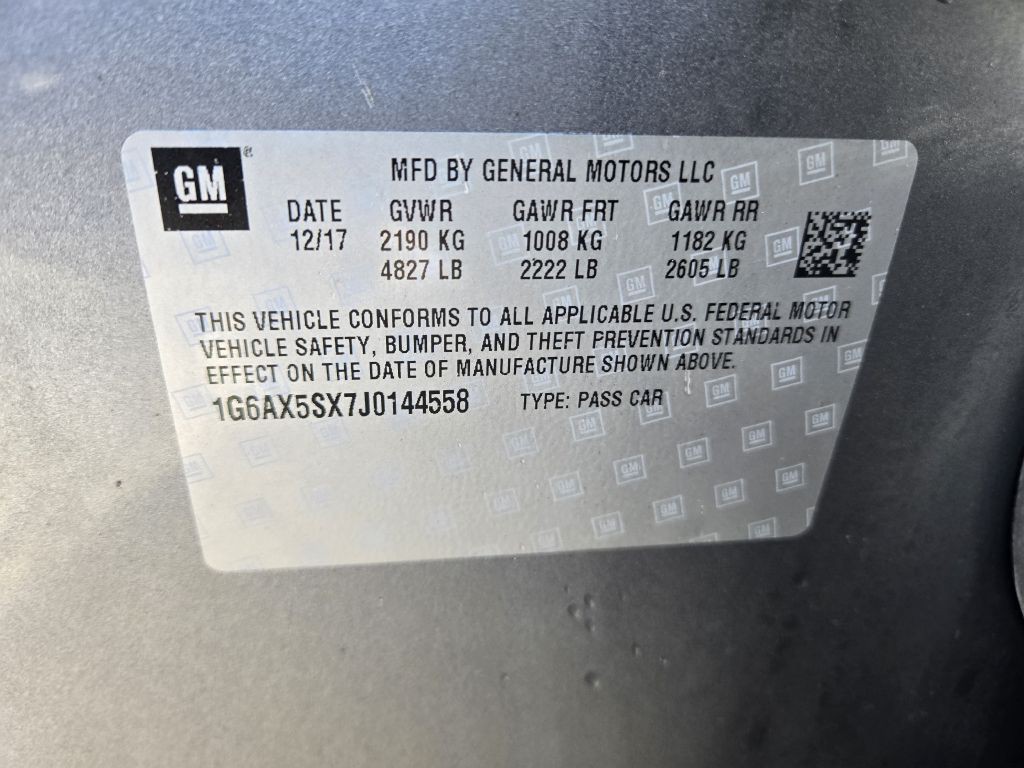 GM
MFD BY GENERAL MOTORS LLC
DATE GVWR GAWR FRT GAWR RR
12/17 2190 KG 1008 KG 1182 KG
4827 LB 2222 LB 2605 LB
THIS VEHICLE CONFORMS TO ALL APPLICABLE U.S. FEDERAL MOTOR
VEHICLE SAFETY, BUMPER, AND THEFT PREVENTION STANDARDS IN
EFFECT ON THE DATE OF MANUFACTURE SHOWN ABOVE.
1G6AX5SX7J0144558 TYPE: PASS CAR